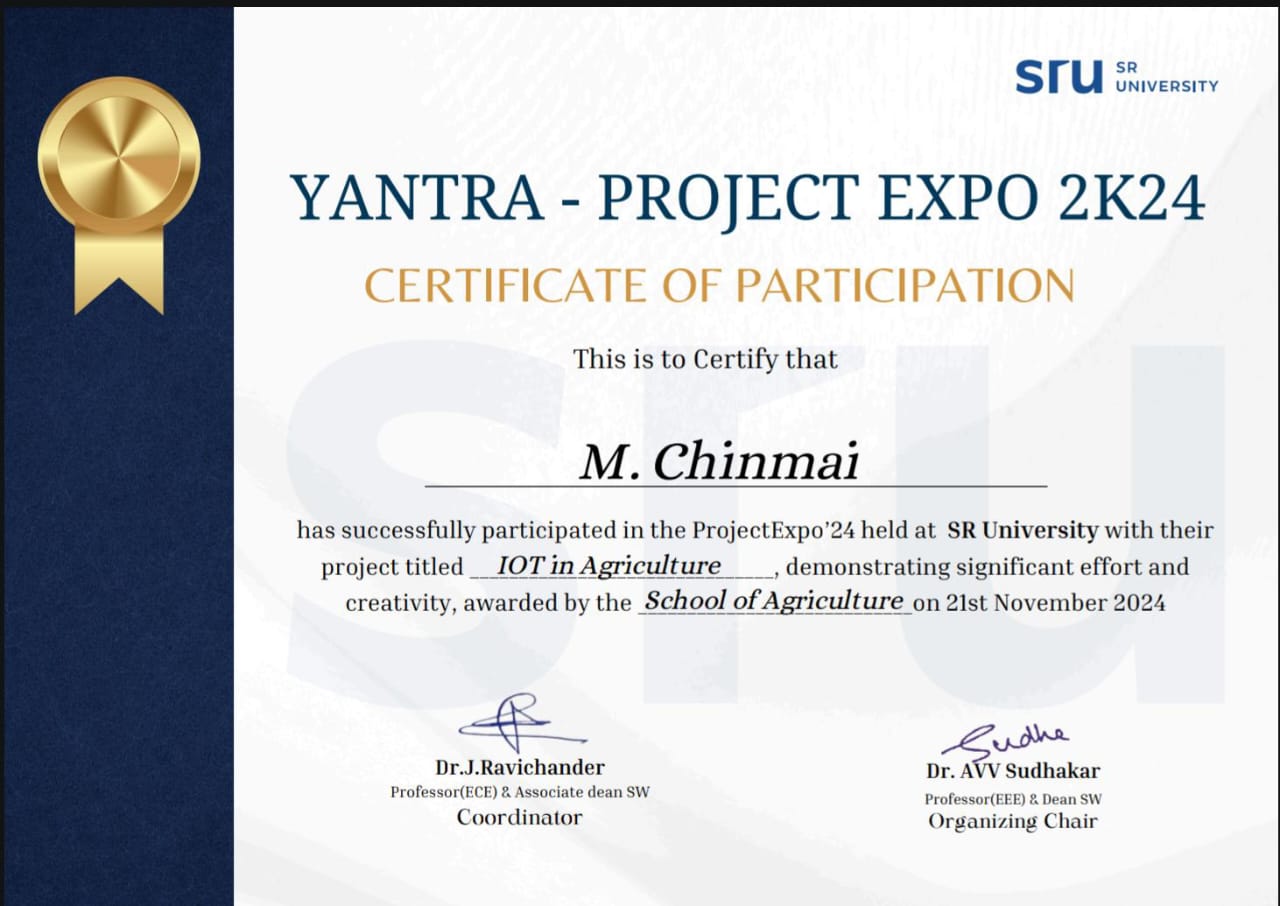 sru SR
UNIVERSITY
YANTRA - PROJECT EXPO 2K24
CERTIFICATE OF PARTICIPATION
This is to Certify that
M. Chinmai
has successfully participated in the ProjectExpo’24 held at SR University with their
project titled IOT in Agriculture, demonstrating significant effort and
creativity, awarded by the School of Agriculture on 21st November 2024
Sudha
Dr.J.Ravichander
Professor(ECE) & Associate dean SW
Coordinator
Dr. AVV Sudhakar
Professor(EEE) & Dean SW
Organizing Chair
sru